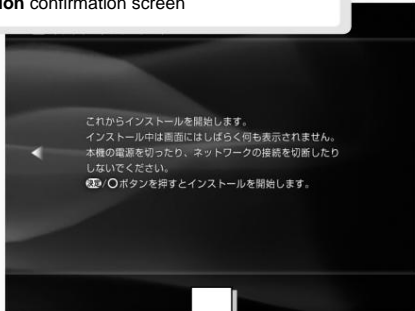 ion confirmation screen
これからインストールを開始します。
インストール中は画面にはしばらく何も表示されません。
本機の電源を切ったり、ネットワークの接続を切断したり
しないでください。
決定/○ボタンを押すとインストールを開始します。